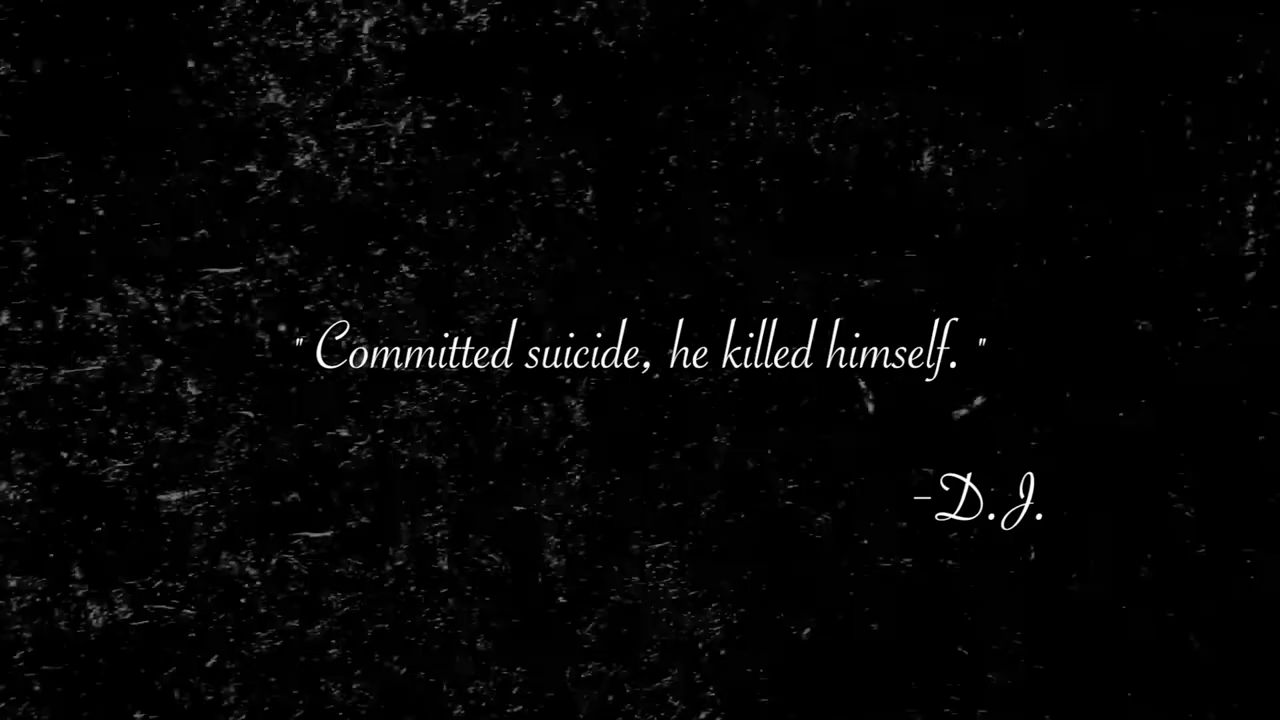 " Committed suicide, he killed himself. "
-D.J.